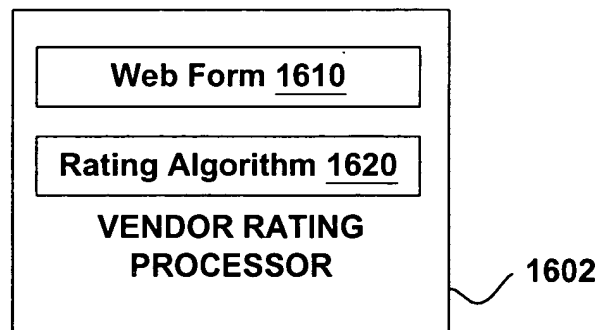 Web Form 1610
Rating Algorithm 1620
VENDOR RATING
PROCESSOR
1602